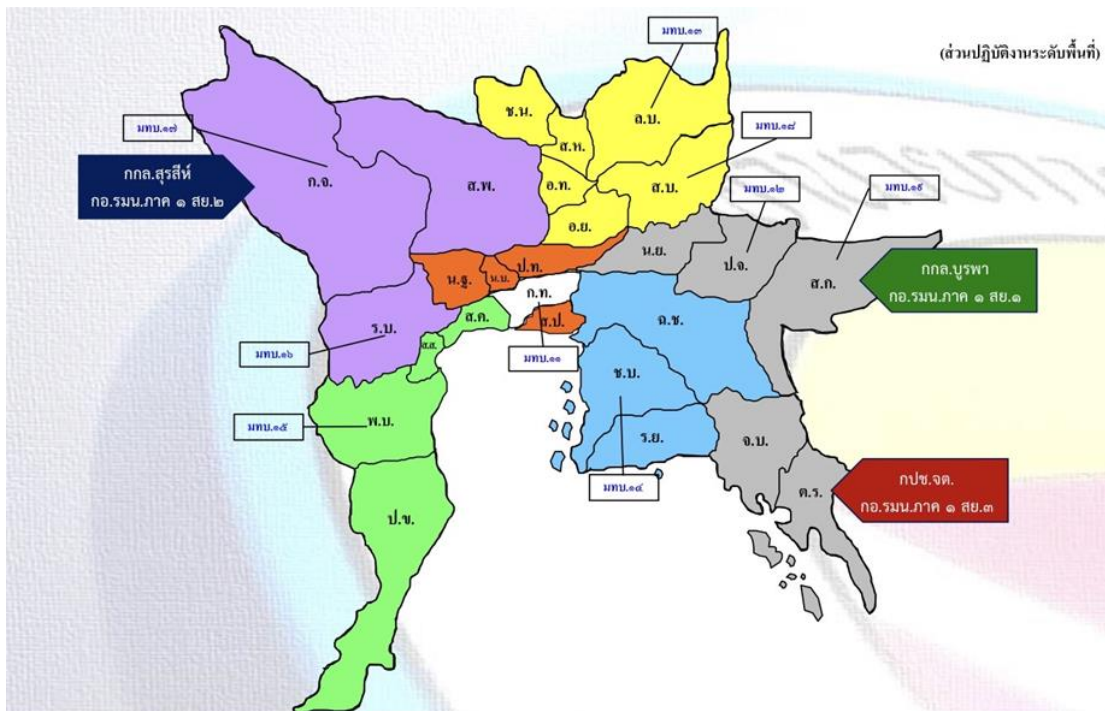 (ส่วนปฏิบัติงานระดับพื้นที่)
มทบ.๑๓
ช.น.
ล.บ.
มทบ.๑๗
ส.ห.
มทบ.๑๘
กกล.สุรสีห์
กอ.รมน.ภาค ๑ สย.๒
ก.จ.
ส.พ.
อ.ท.
ส.บ.
มทบ.๑๒
มทบ.๑๙
อ.ย.
น.ย.
ป.จ.
ส.ก.
กกล.บูรพา
กอ.รมน.ภาค ๑ สย.๑
น.ฐ.
น.บ.
ป.ท.
ก.ท.
ส.ค.
ส.ป.
ฉ.ช.
ร.บ.
ส.ส.
มทบ.๑๖
มทบ.๑๑
ช.บ.
พ.บ.
มทบ.๑๕
ร.ย.
จ.บ.
มทบ.๑๔
ต.ร.
กปช.จต.
กอ.รมน.ภาค ๑ สย.๓
ป.ข.